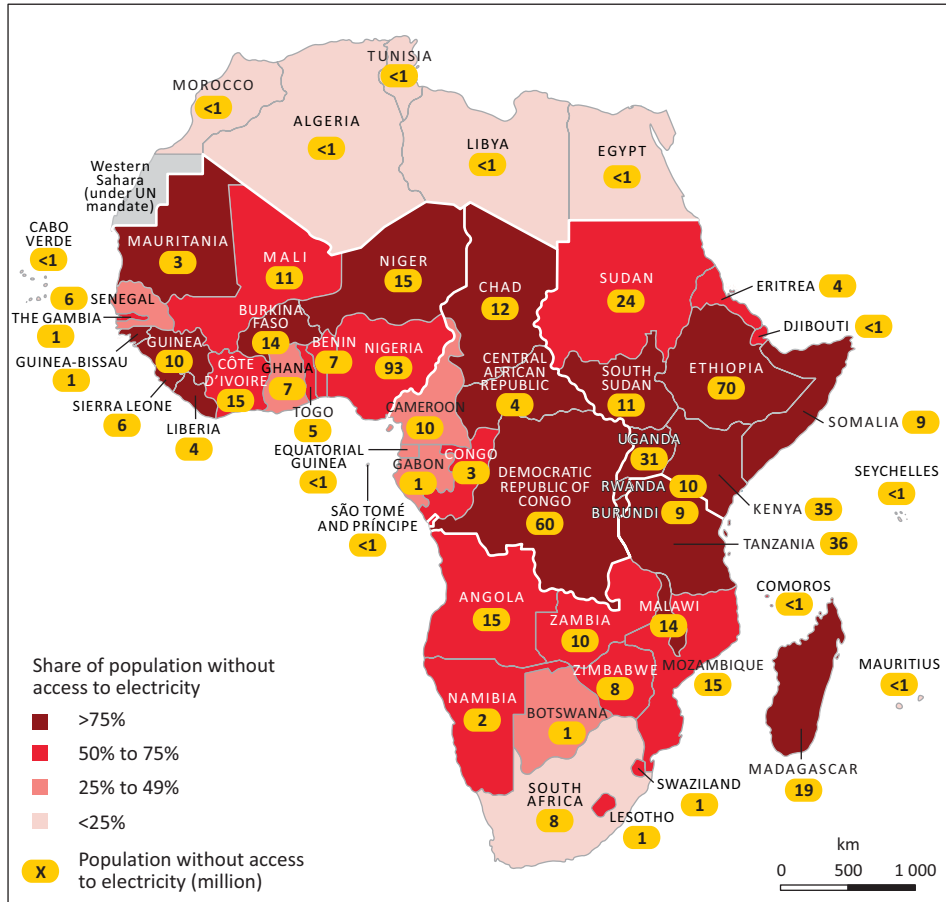 TUNISIA
<1
MOROCCO
<1
ALGERIA
<1
LIBYA
<1
EGYPT
<1
Western
Sahara
(under UN
mandate)
CABO
VERDE
<1
MAURITANIA
3
MALI
11
NIGER
15
CHAD
12
SUDAN
24
ERITREA 4
DJIBOUTI <1
6 SENEGAL
THE GAMBIA
1
GUINEA-BISSAU
1
GUINEA
10
SIERRA LEONE
6
LIBERIA
4
CÔTE
D'IVOIRE
15
BURKINA
FASO
14
GHANA
7
TOGO
5
BENIN
7
NIGERIA
93
CAMEROON
10
CENTRAL
AFRICAN
REPUBLIC
4
SOUTH
SUDAN
11
ETHIOPIA
70
SOMALIA 9
EQUATORIAL
GUINEA
<1
GABON
1
CONGO
3
SÃO TOMÉ
AND PRÍNCIPE
<1
DEMOCRATIC
REPUBLIC OF
CONGO
60
UGANDA
31
RWANDA 10
BURUNDI 9
KENYA 35
TANZANIA 36
SEYCHELLES
<1
COMOROS
<1
ANGOLA
15
ZAMBIA
10
MALAWI
14
MOZAMBIQUE
15
ZIMBABWE
8
NAMIBIA
2
BOTSWANA
1
SOUTH
AFRICA
8
SWAZILAND
1
LESOTHO
1
MAURITIUS
<1
MADAGASCAR
19
Share of population without
access to electricity
>75%
50% to 75%
25% to 49%
<25%
X Population without access
to electricity (million)
km
0 500 1 000